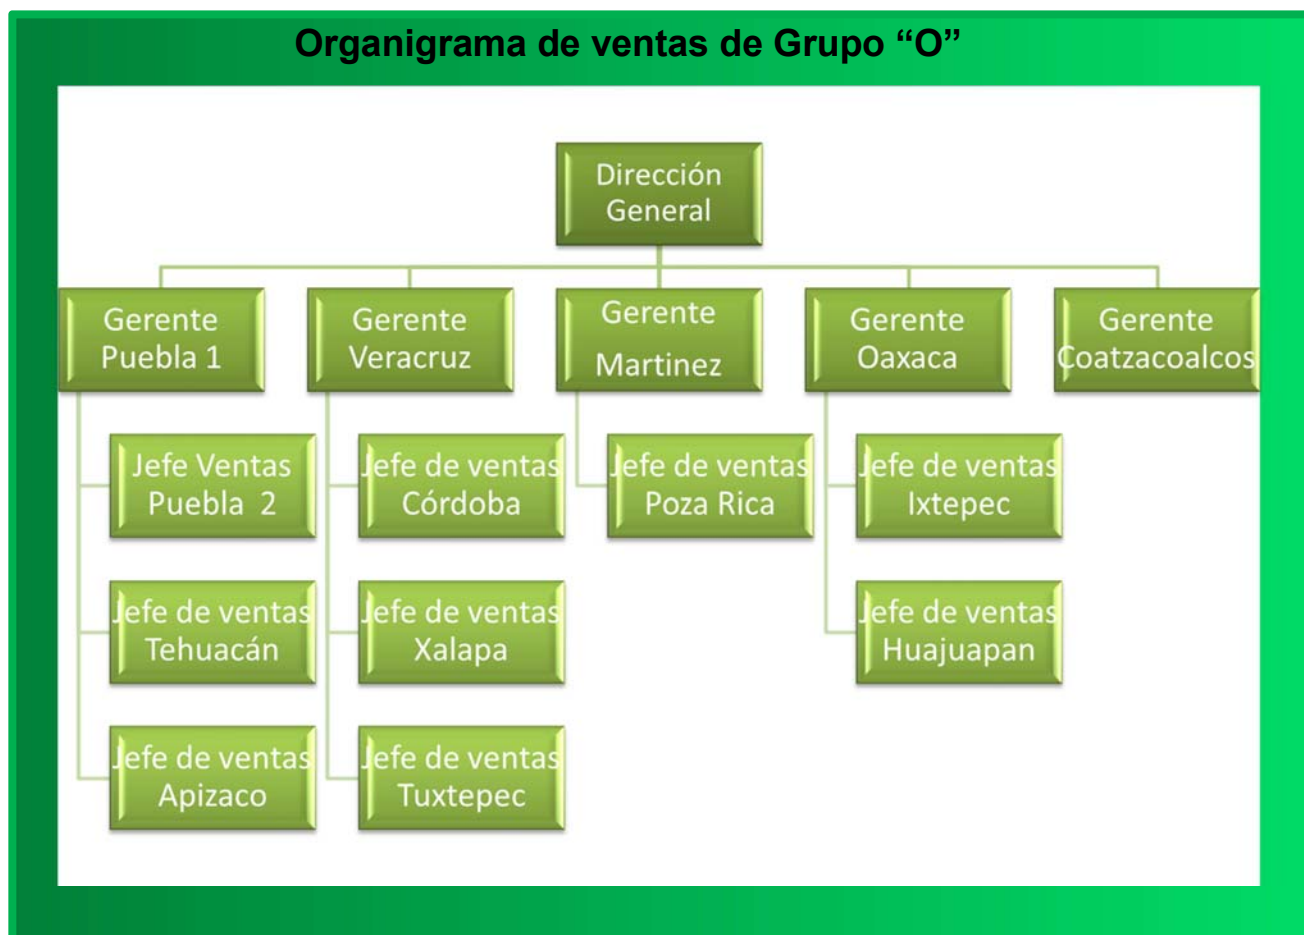 Organigrama de ventas de Grupo “O”
Dirección
General
Gerente
Puebla 1
Gerente
Veracruz
Gerente
Martinez
Gerente
Oaxaca
Gerente
Coatzacoalcos
Jefe Ventas
Puebla 2
Jefe de ventas
Tehuacán
Jefe de ventas
Apizaco
Jefe de ventas
Córdoba
Jefe de ventas
Xalapa
Jefe de ventas
Tuxtepec
Jefe de ventas
Poza Rica
Jefe de ventas
Ixtepec
Jefe de ventas
Huajuapan